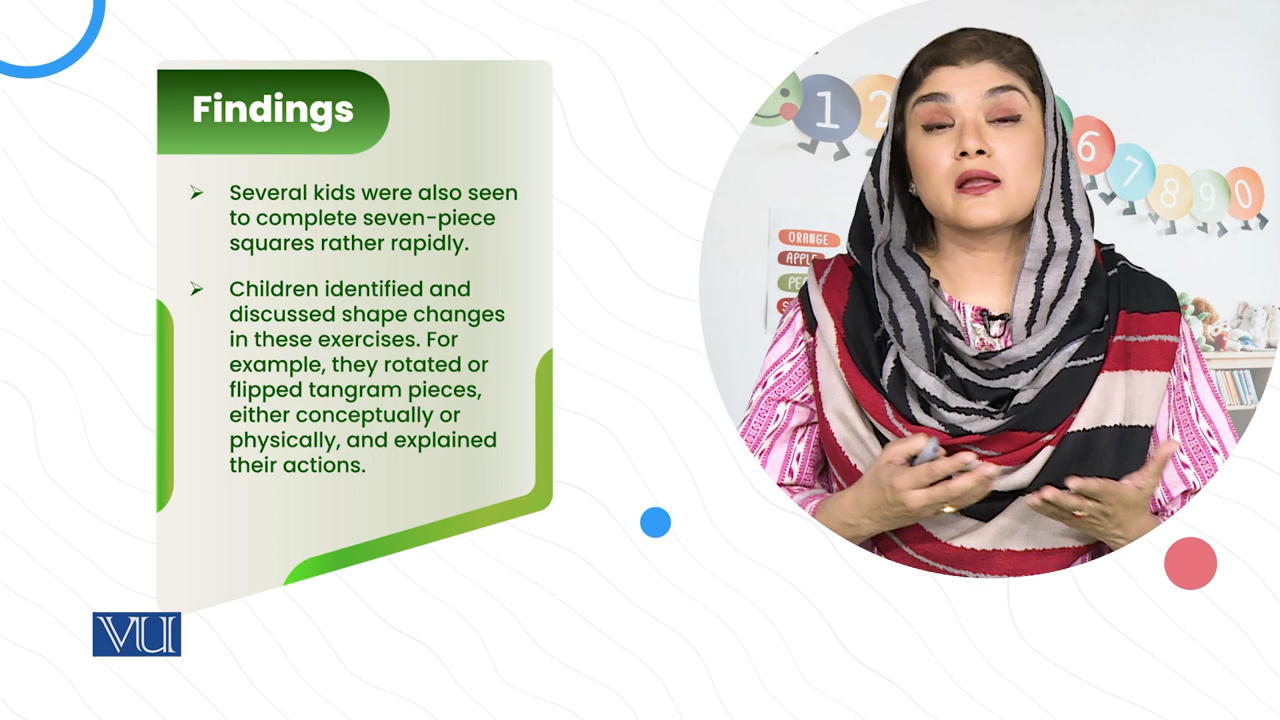 Findings
Several kids were also seen
to complete seven-piece
squares rather rapidly.
Children identified and
discussed shape changes
in these exercises. For
example, they rotated or
flipped tangram pieces,
either conceptually or
physically, and explained
their actions.
VU
1 2 6 7 8 9 0
ORANGE